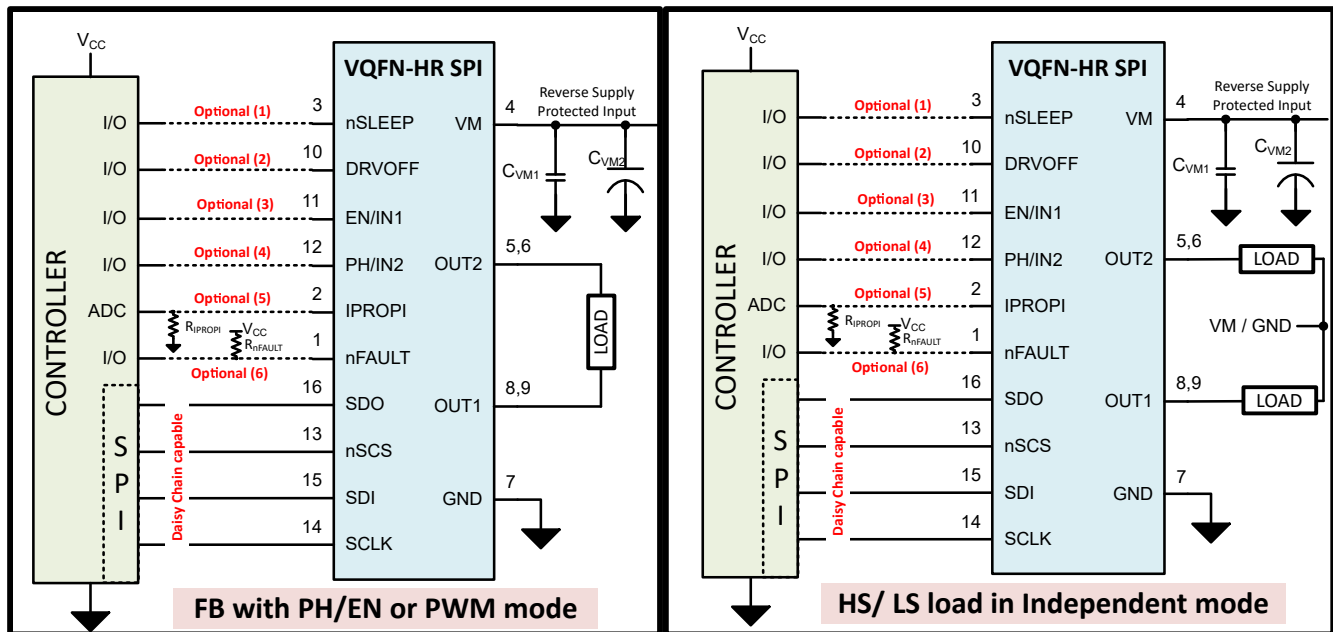 VCC
VQFN-HR SPI
CONTROLLER
I/O
Optional (1)
3
nSLEEP
4
VM
Reverse Supply
Protected Input
CVM1
CVM2
I/O
Optional (2)
10
DRVOFF
I/O
Optional (3)
11
EN/IN1
I/O
Optional (4)
12
PH/IN2
OUT2
5,6
ADC
Optional (5)
2
IPROPI
RIPROPI
VCC
RnFAULT
LOAD
I/O
1
nFAULT
Optional (6)
16
SDO
OUT1
8,9
SPI
Daisy Chain capable
13
nSCS
15
SDI
GND
7
14
SCLK
FB with PH/EN or PWM mode
VCC
VQFN-HR SPI
CONTROLLER
I/O
Optional (1)
3
nSLEEP
4
VM
Reverse Supply
Protected Input
CVM1
CVM2
I/O
Optional (2)
10
DRVOFF
I/O
Optional (3)
11
EN/IN1
I/O
Optional (4)
12
PH/IN2
OUT2
5,6
LOAD
ADC
Optional (5)
2
IPROPI
RIPROPI
VCC
RnFAULT
VM / GND
I/O
1
nFAULT
Optional (6)
16
SDO
OUT1
8,9
LOAD
SPI
Daisy Chain capable
13
nSCS
15
SDI
GND
7
14
SCLK
HS/ LS load in Independent mode